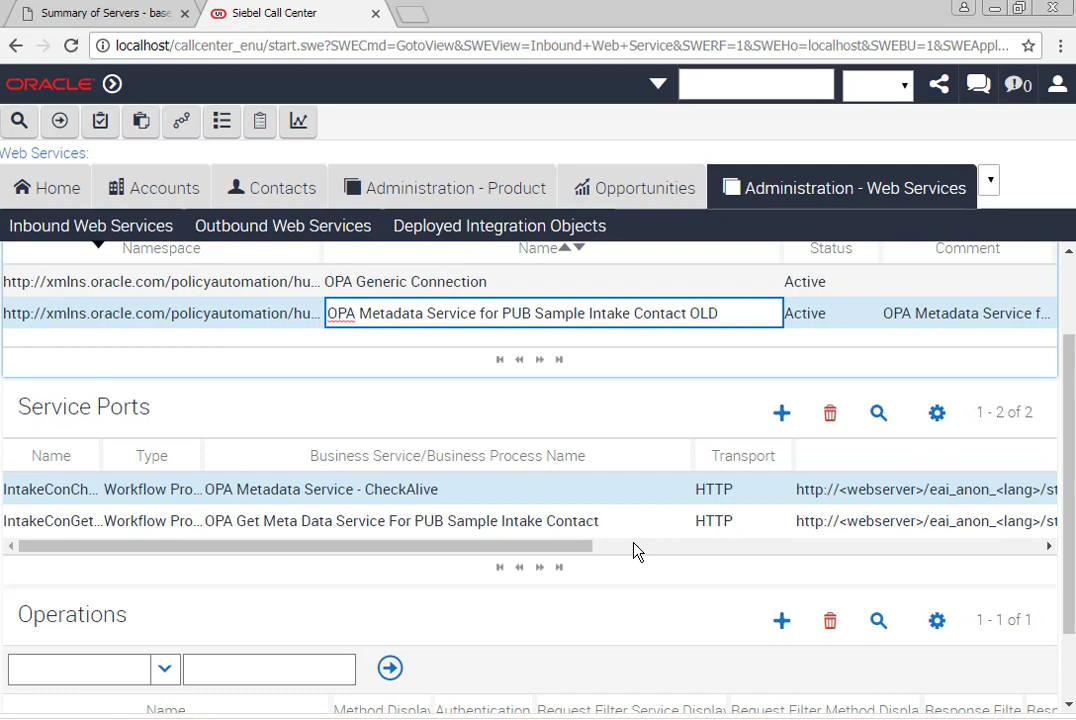 Summary of Servers - base
Siebel Call Center
localhost/callcenter_enu/start.swe?SWECmd=GotoView&SWEView=Inbound+Web+Service&SWERF=1&SWEHo=localhost&SWEBU=1&SWEAppl...
ORACLE
0
Web Services:
Home Accounts Contacts Administration - Product Opportunities Administration - Web Services
Inbound Web Services Outbound Web Services Deployed Integration Objects
Namespace Name Status Comment
http://xmlns.oracle.com/policyautomation/hu... OPA Generic Connection Active
http://xmlns.oracle.com/policyautomation/hu... OPA Metadata Service for PUB Sample Intake Contact OLD Active OPA Metadata Service f...
Service Ports 1 - 2 of 2
Name Type Business Service/Business Process Name Transport
IntakeConCh... Workflow Pro... OPA Metadata Service - CheckAlive HTTP http://<webserver>/eai_anon_<lang>/st
IntakeConGet... Workflow Pro... OPA Get Meta Data Service For PUB Sample Intake Contact HTTP http://<webserver>/eai_anon_<lang>/st
Operations 1 - 1 of 1
Name Method Display Authentication Request Filter Service Display Request Filter Method Display Response Filte Resp